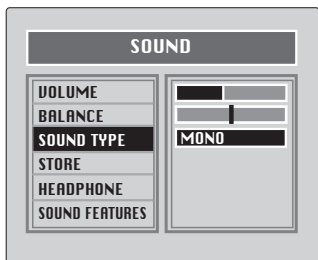 SOUND
VOLUME
BALANCE
SOUND TYPE
MONO
STORE
HEADPHONE
SOUND FEATURES